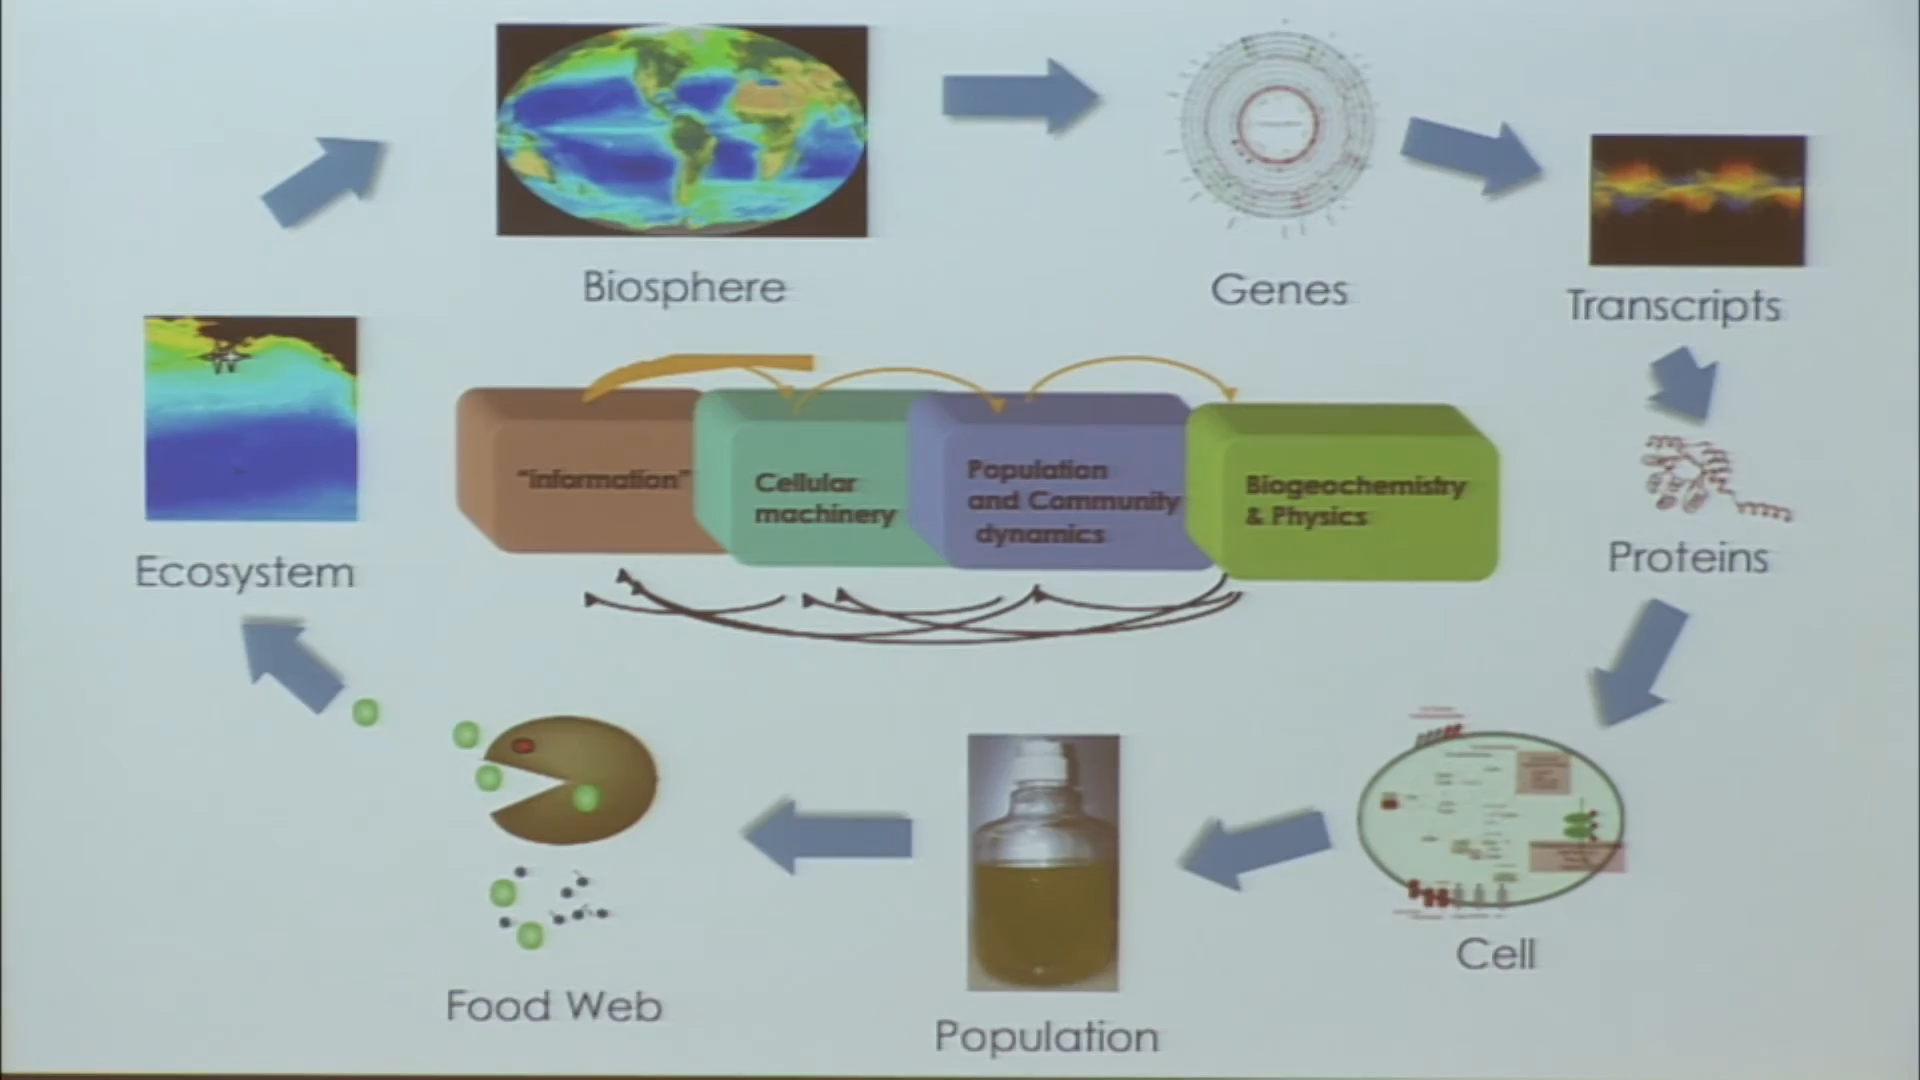 Biosphere
Genes
Transcripts
Ecosystem
"information"
Cellular
machinery
Population
and Community
dynamics
Biogeochemistry
& Physics
Proteins
Cell
Food Web
Population